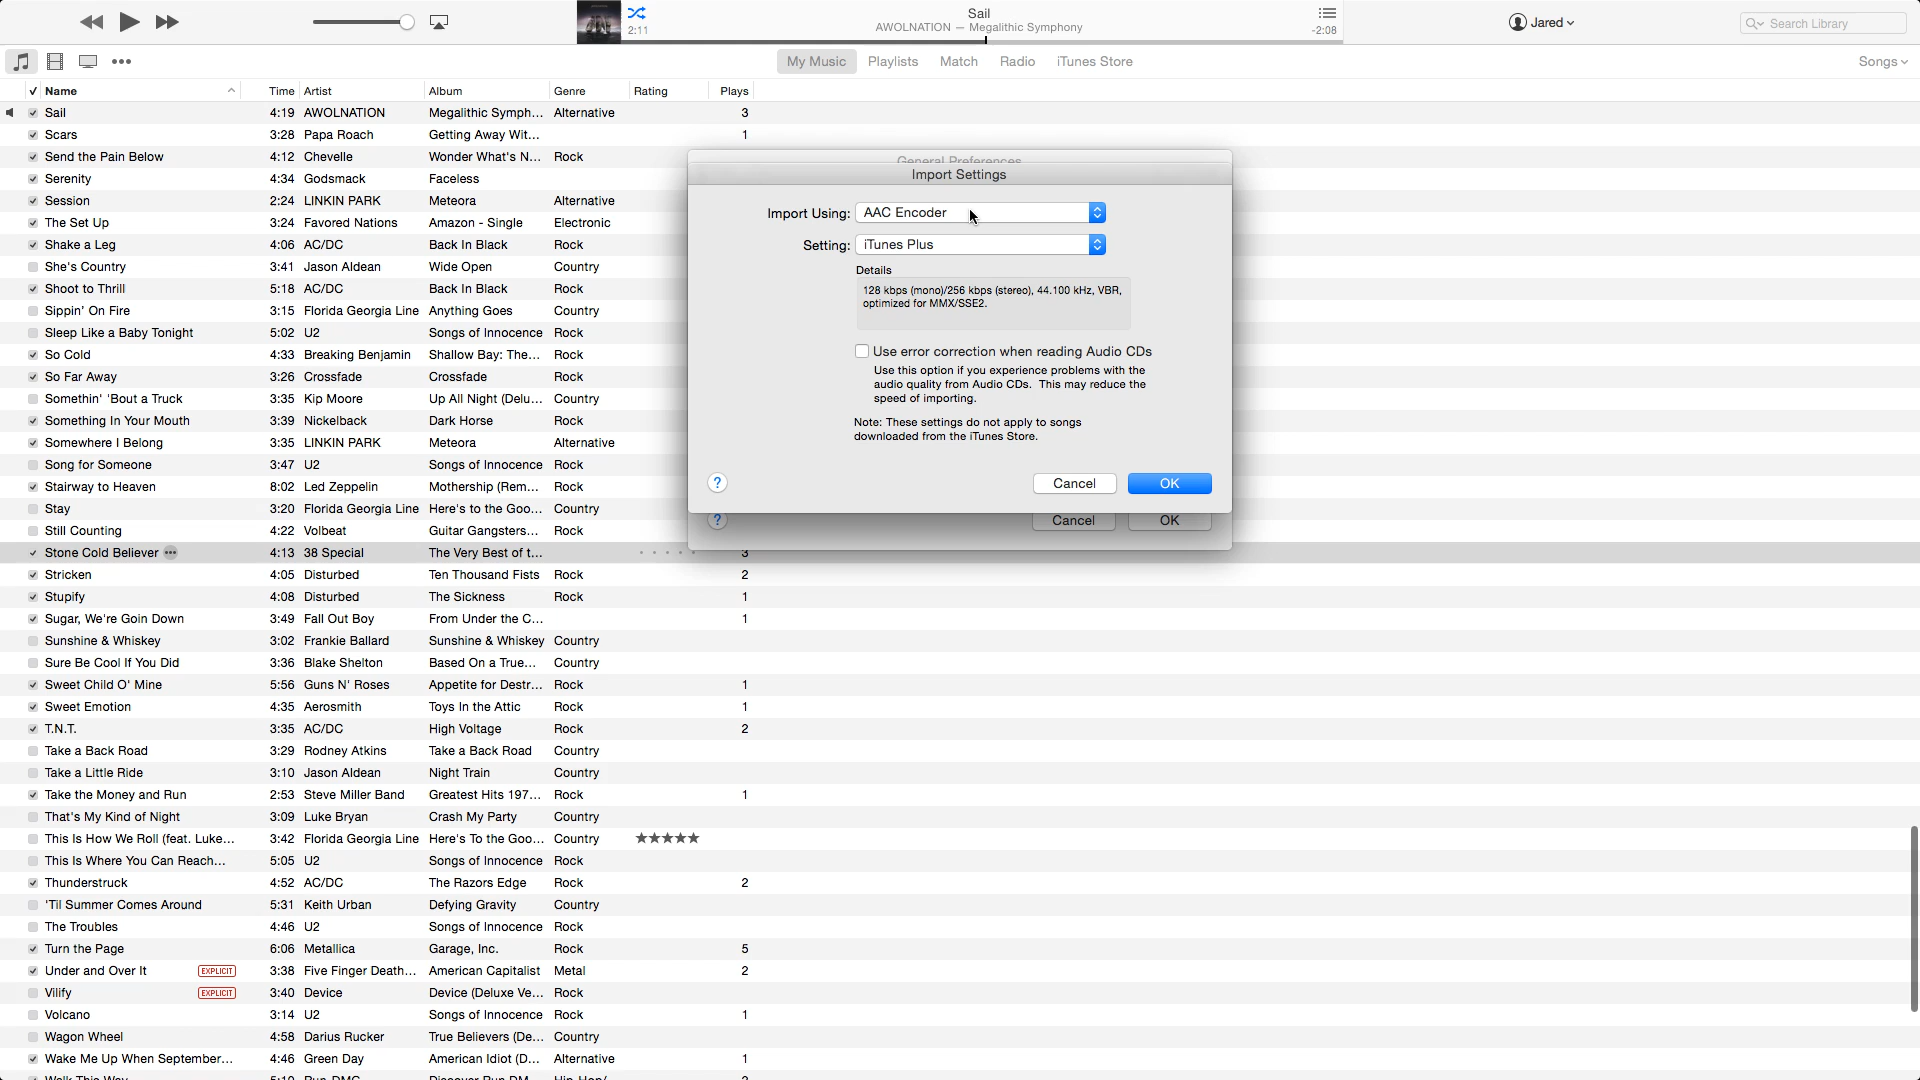 Sail
AWOLNATION — Megalithic Symphony
2:11
-2:08
Jared
Search Library
My Music Playlists Match Radio iTunes Store
Songs
✓ Name Time Artist Album Genre Rating Plays
Sail 4:19 AWOLNATION Megalithic Symph... Alternative 3
Scars 3:28 Papa Roach Getting Away Wit... 1
Send the Pain Below 4:12 Chevelle Wonder What's N... Rock
Serenity 4:34 Godsmack Faceless
Session 2:24 LINKIN PARK Meteora Alternative
The Set Up 3:24 Favored Nations Amazon - Single Electronic
Shake a Leg 4:06 AC/DC Back In Black Rock
She's Country 3:41 Jason Aldean Wide Open Country
Shoot to Thrill 5:18 AC/DC Back In Black Rock
Sippin' On Fire 3:15 Florida Georgia Line Anything Goes Country
Sleep Like a Baby Tonight 5:02 U2 Songs of Innocence Rock
So Cold 4:33 Breaking Benjamin Shallow Bay: The... Rock
So Far Away 3:26 Crossfade Crossfade Rock
Somethin' 'Bout a Truck 3:35 Kip Moore Up All Night (Delu... Country
Something In Your Mouth 3:39 Nickelback Dark Horse Rock
Somewhere I Belong 3:35 LINKIN PARK Meteora Alternative
Song for Someone 3:47 U2 Songs of Innocence Rock
Stairway to Heaven 8:02 Led Zeppelin Mothership (Rem... Rock
Stay 3:20 Florida Georgia Line Here's to the Goo... Country
Still Counting 4:22 Volbeat Guitar Gangsters... Rock
Stone Cold Believer 4:13 38 Special The Very Best of t... 3
Stricken 4:05 Disturbed Ten Thousand Fists Rock 2
Stupify 4:08 Disturbed The Sickness Rock 1
Sugar, We're Goin Down 3:49 Fall Out Boy From Under the C... 1
Sunshine & Whiskey 3:02 Frankie Ballard Sunshine & Whiskey Country
Sure Be Cool If You Did 3:36 Blake Shelton Based On a True... Country
Sweet Child O' Mine 5:56 Guns N' Roses Appetite for Destr... Rock 1
Sweet Emotion 4:35 Aerosmith Toys In the Attic Rock 1
T.N.T. 3:35 AC/DC High Voltage Rock 2
Take a Back Road 3:29 Rodney Atkins Take a Back Road Country
Take a Little Ride 3:10 Jason Aldean Night Train Country
Take the Money and Run 2:53 Steve Miller Band Greatest Hits 197... Rock 1
That's My Kind of Night 3:09 Luke Bryan Crash My Party Country
This Is How We Roll (feat. Luke... 3:42 Florida Georgia Line Here's To the Goo... Country ★★★★★
This Is Where You Can Reach... 5:05 U2 Songs of Innocence Rock
Thunderstruck 4:52 AC/DC The Razors Edge Rock 2
'Til Summer Comes Around 5:31 Keith Urban Defying Gravity Country
The Troubles 4:46 U2 Songs of Innocence Rock
Turn the Page 6:06 Metallica Garage, Inc. Rock 5
Under and Over It EXPLICIT 3:38 Five Finger Death... American Capitalist Metal 2
Vilify EXPLICIT 3:40 Device Device (Deluxe Ve... Rock
Volcano 3:14 U2 Songs of Innocence Rock 1
Wagon Wheel 4:58 Darius Rucker True Believers (De... Country
Wake Me Up When September... 4:46 Green Day American Idiot (D... Alternative 1
Walk This Way 5:10 Run-DMC Discover Run DM... Hip-Hop/... 2
General Preferences
Import Settings
Import Using: AAC Encoder
Setting: iTunes Plus
Details
128 kbps (mono)/256 kbps (stereo), 44.100 kHz, VBR,
optimized for MMX/SSE2.
Use error correction when reading Audio CDs
Use this option if you experience problems with the
audio quality from Audio CDs. This may reduce the
speed of importing.
Note: These settings do not apply to songs
downloaded from the iTunes Store.
? Cancel OK
? Cancel OK